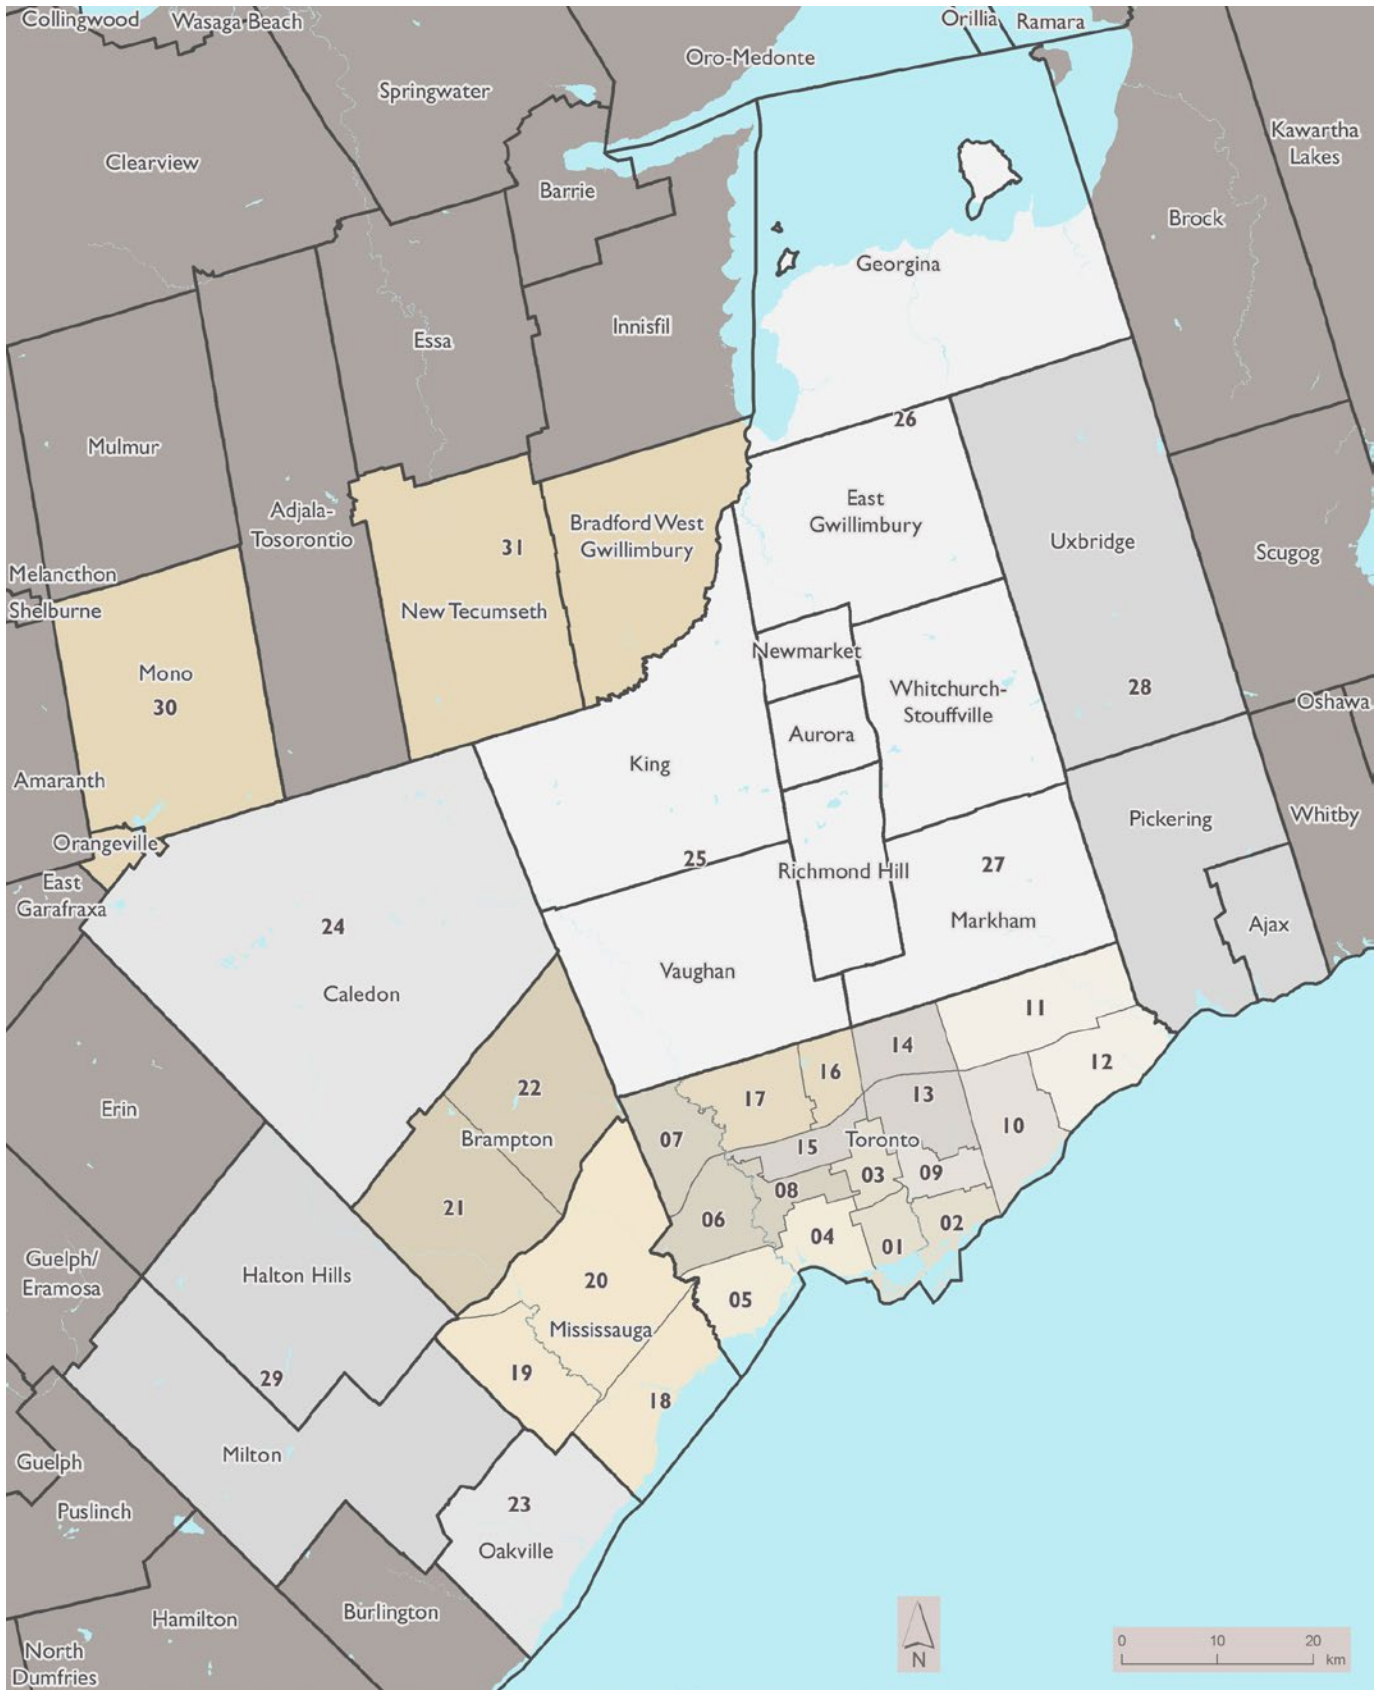 Collingwood
Wasaga Beach
Orillia
Ramara
Oro-Medonte
Springwater
Kawartha
Lakes
Clearview
Barrie
Brock
Georgina
Innisfil
Essa
26
Mulmur
East
Gwillimbury
Adjala-
Tosorontio
Bradford West
Gwillimbury
31
Uxbridge
Scugog
Melancthon
Shelburne
New Tecumseth
Newmarket
Mono
30
Whitchurch-
Stouffville
28
Oshawa
Aurora
King
Amaranth
Pickering
Whitby
Orangeville
25
Richmond Hill
27
East
Garafraxa
Markham
Ajax
24
Vaughan
Caledon
11
14
12
16
22
17
13
Erin
10
07
Brampton
15
Toronto
03
09
08
21
06
02
04
01
Guelph/
Eramosa
Halton Hills
20
05
Mississauga
19
29
18
Milton
Guelph
23
Puslinch
Oakville
Burlington
Hamilton
North
Dumfries
N
0 10 20
km